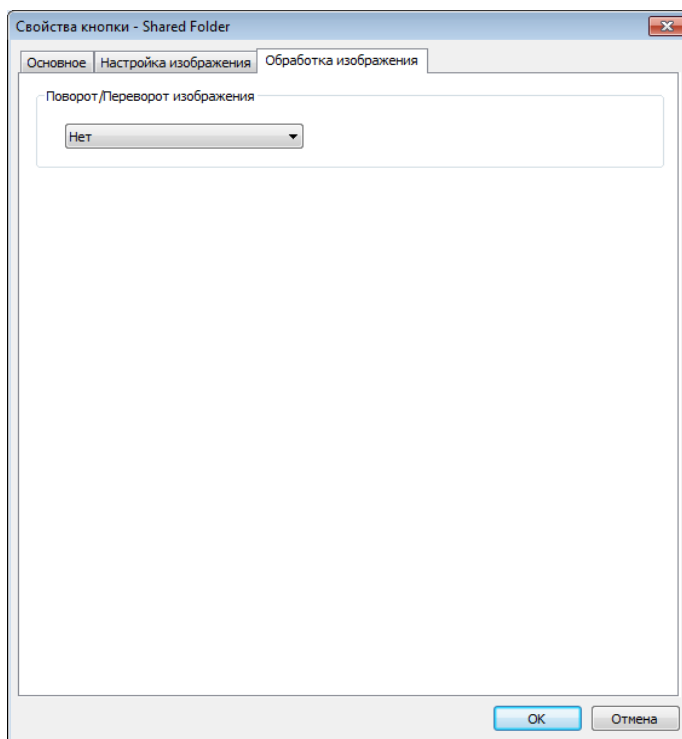 Свойства кнопки - Shared Folder
Основное Настройка изображения Обработка изображения
Поворот/Переворот изображения
Нет
OK Отмена